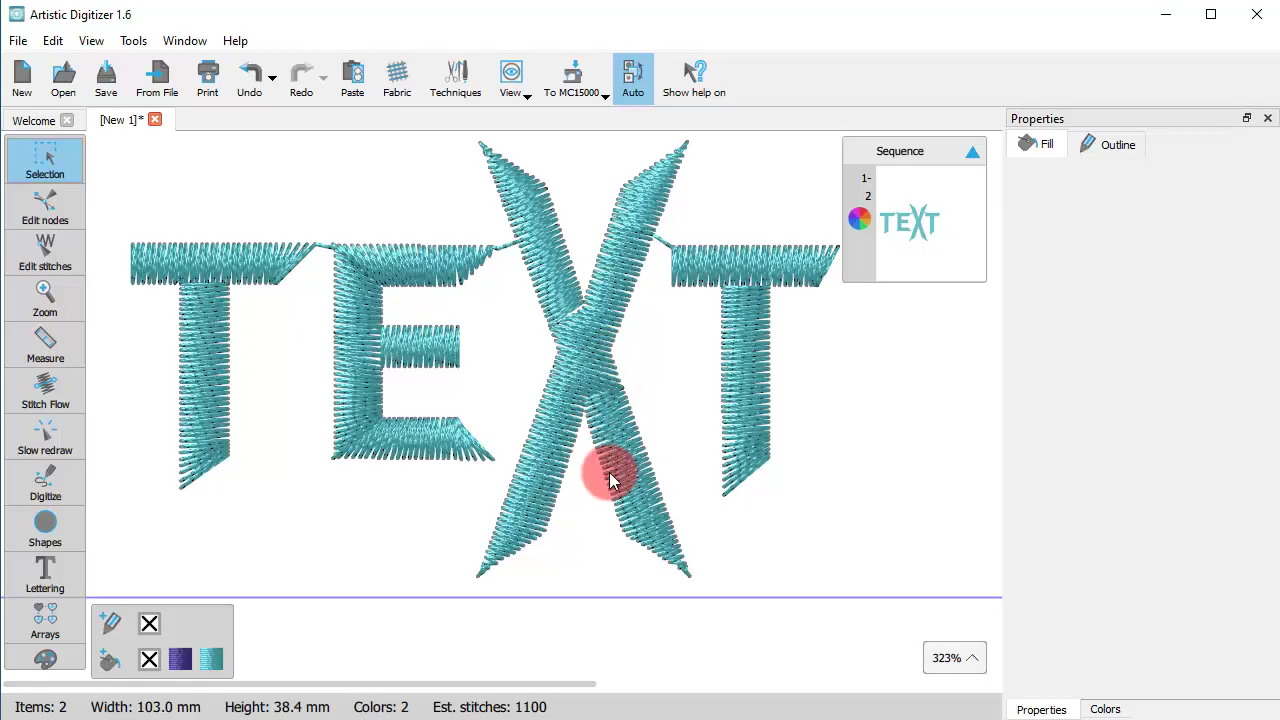 Artistic Digitizer 1.6
File Edit View Tools Window Help
New Open Save From File Print Undo Redo Paste Fabric Techniques View To MC15000 Auto Show help on
Welcome [New 1]*
Properties
Fill Outline
Selection
Edit nodes
Edit stitches
Zoom
Measure
Stitch Flow
Slow redraw
Digitize
Shapes
Lettering
Arrays
TEXT
Sequence
1-
2
TEXT
323%
Properties Colors
Items: 2 Width: 103.0 mm Height: 38.4 mm Colors: 2 Est. stitches: 1100